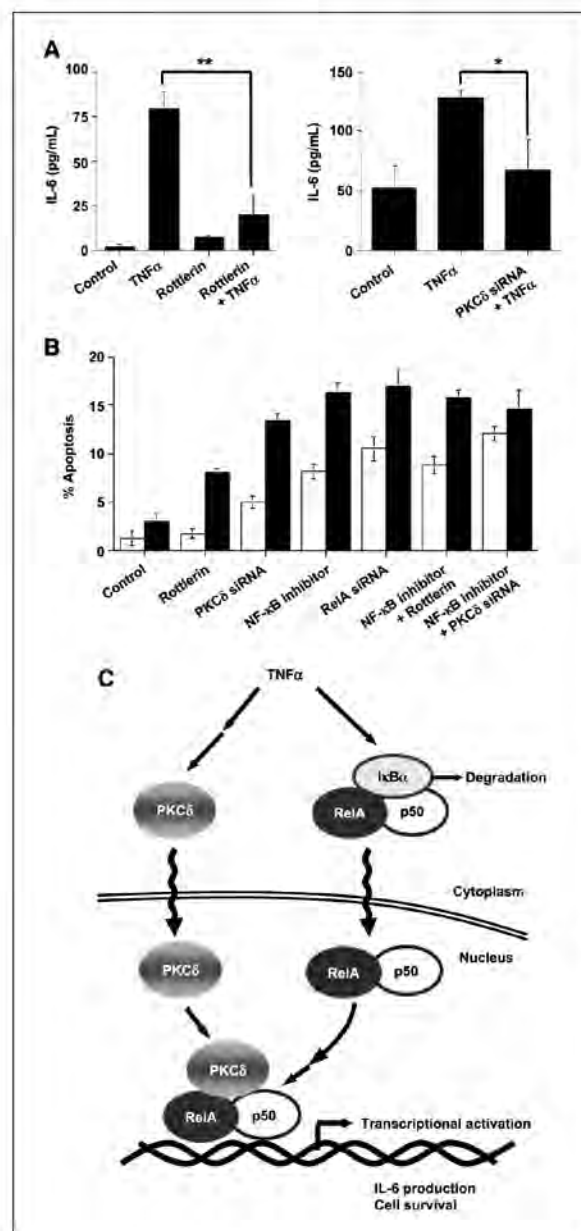 A
IL-6 (pg/mL)
100
75
50
25
0
**
Control
TNFα
Rottlerin
Rottlerin
+ TNFα
IL-6 (pg/mL)
150
100
50
0
*
Control
TNFα
PKCδ siRNA
+ TNFα
B
% Apoptosis
20
15
10
5
0
Control
Rottlerin
PKCδ siRNA
NF-κB inhibitor
RelA siRNA
NF-κB inhibitor
+ Rottlerin
NF-κB inhibitor
+ PKCδ siRNA
C
TNFα
IκBα
Degradation
PKCδ
RelA
p50
Cytoplasm
Nucleus
PKCδ
RelA
p50
PKCδ
RelA
p50
Transcriptional activation
IL-6 production
Cell survival